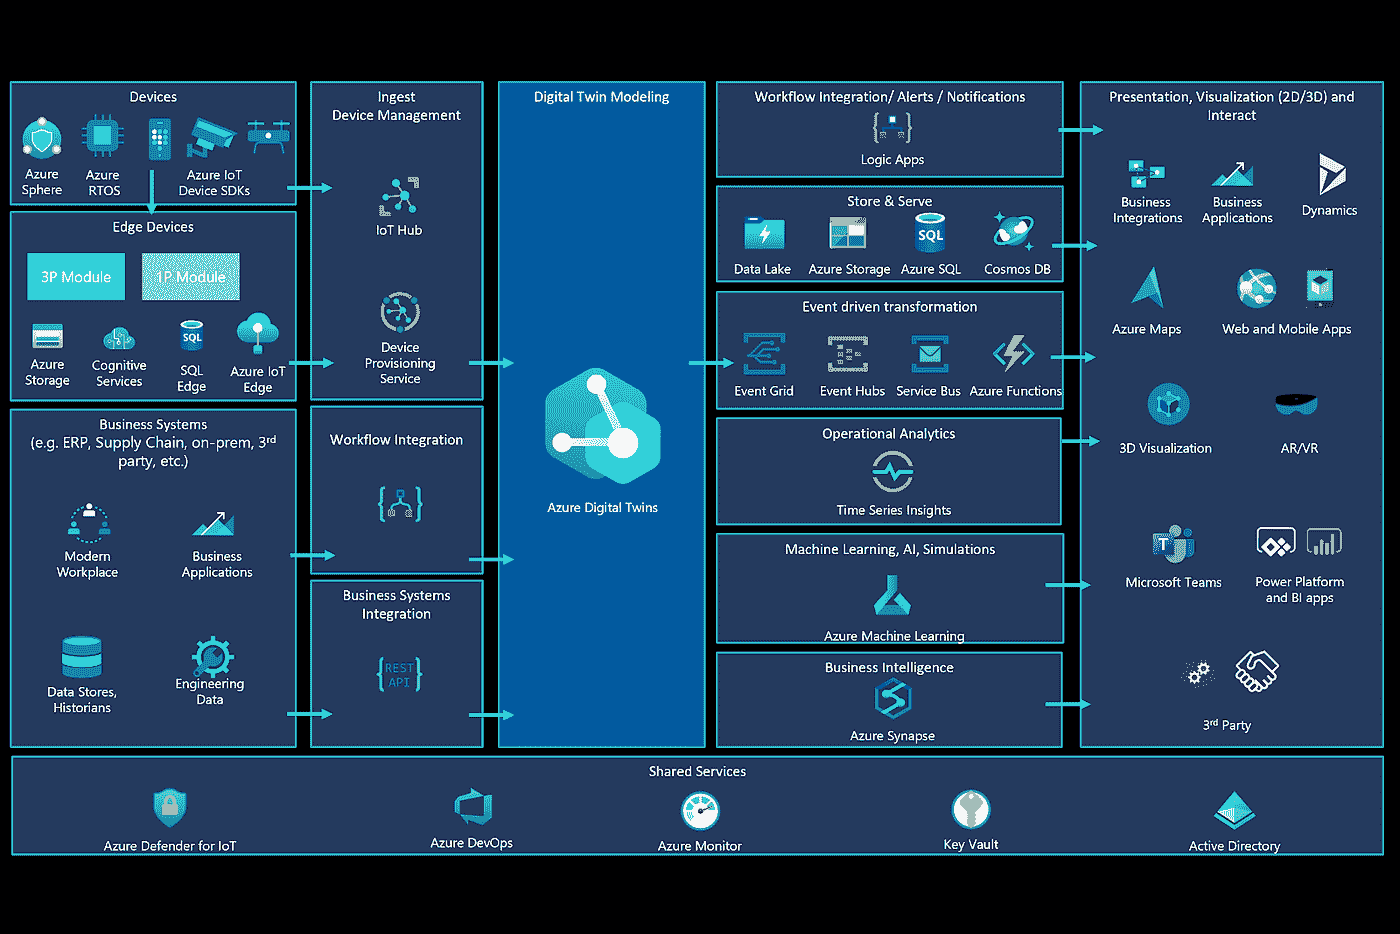 Devices
Azure
Sphere
Azure
RTOS
Azure IoT
Device SDKs
Edge Devices
3P Module
1P Module
Azure
Storage
Cognitive
Services
SQL
SQL
Edge
Azure IoT
Edge
Business Systems
(e.g. ERP, Supply Chain, on-prem, 3rd
party, etc.)
Modern
Workplace
Business
Applications
Data Stores,
Historians
Engineering
Data
Ingest
Device Management
IoT Hub
Device
Provisioning
Service
Workflow Integration
Business Systems
Integration
REST
API
Digital Twin Modeling
Azure Digital Twins
Workflow Integration/ Alerts / Notifications
Logic Apps
Store & Serve
SQL
Data Lake
Azure Storage
Azure SQL
Cosmos DB
Event driven transformation
Event Grid
Event Hubs
Service Bus
Azure Functions
Operational Analytics
Time Series Insights
Machine Learning, AI, Simulations
Azure Machine Learning
Business Intelligence
Azure Synapse
Presentation, Visualization (2D/3D) and
Interact
Business
Integrations
Business
Applications
Dynamics
Azure Maps
Web and Mobile Apps
3D Visualization
AR/VR
T
Microsoft Teams
Power Platform
and BI apps
3rd Party
Shared Services
Azure Defender for IoT
Azure DevOps
Azure Monitor
Key Vault
Active Directory